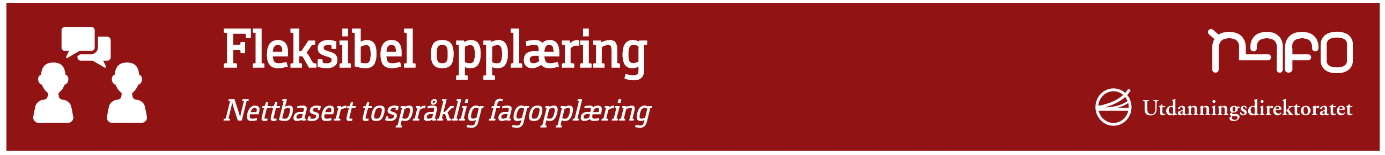 Fleksibel opplæring
Nettbasert tospråklig fagopplæring
nafo
Utdanningsdirektoratet